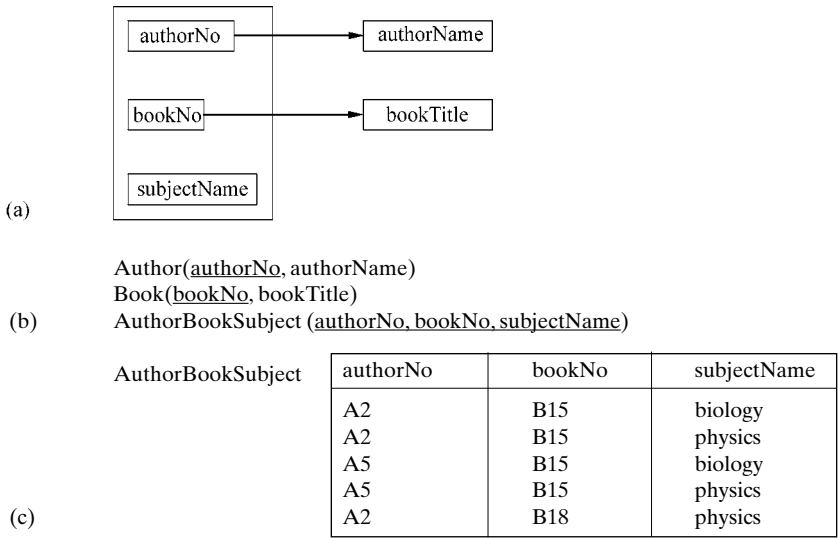 authorNo authorName
bookNo bookTitle
subjectName
(a)
Author(authorNo, authorName)
Book(bookNo, bookTitle)
(b) AuthorBookSubject (authorNo, bookNo, subjectName)
AuthorBookSubject authorNo bookNo subjectName
A2 B15 biology
A2 B15 physics
A5 B15 biology
A5 B15 physics
(c) A2 B18 physics